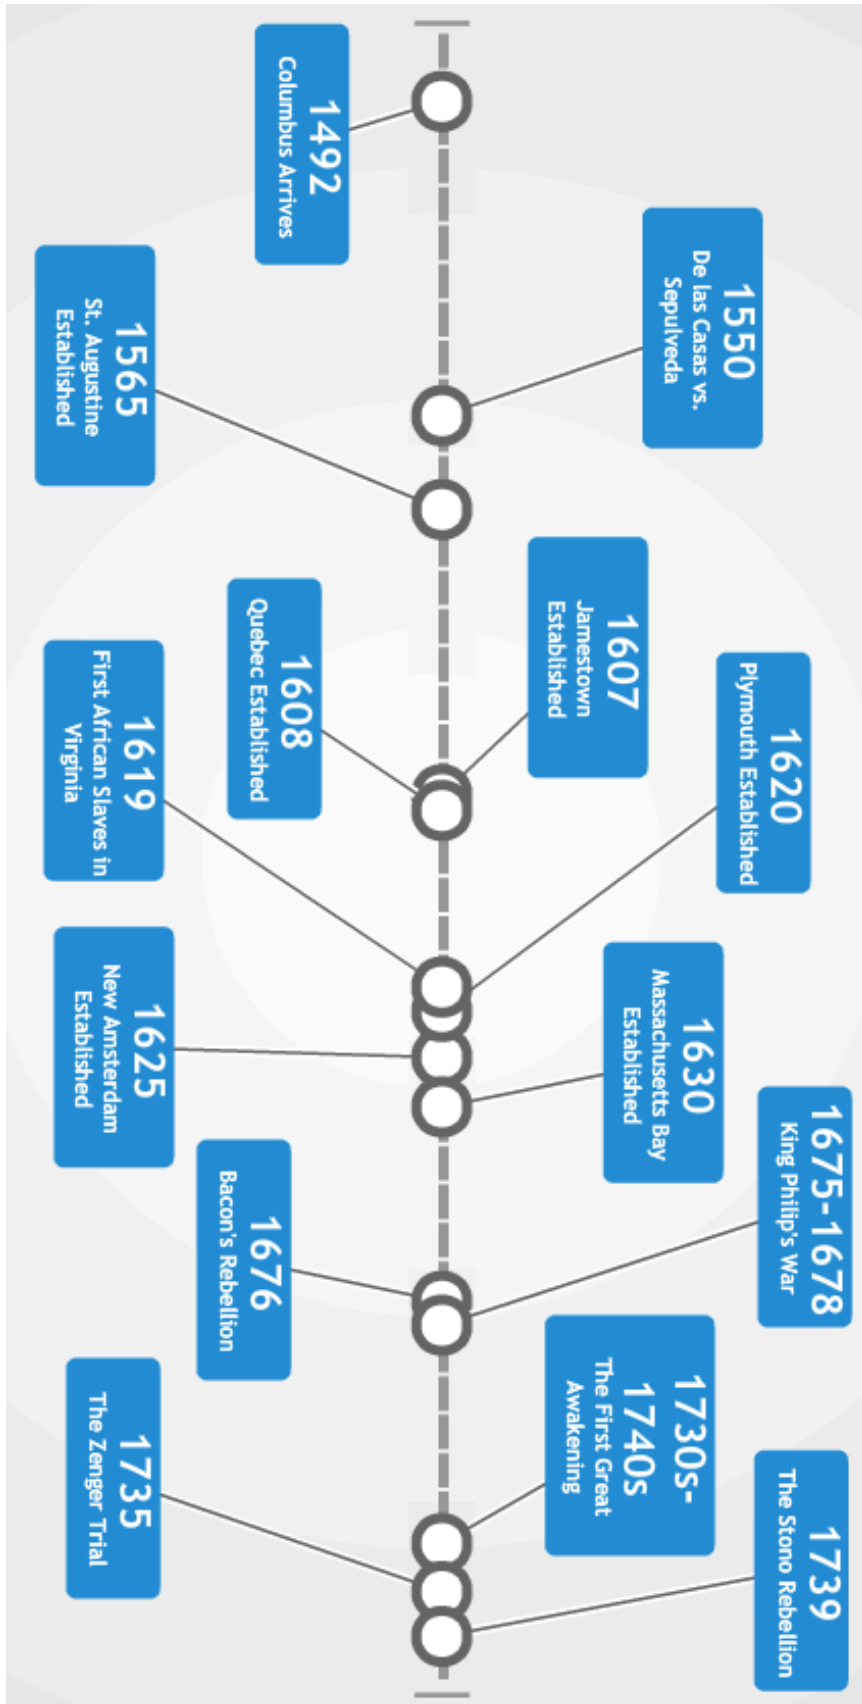 1492
Columbus Arrives
1550
De las Casas vs.
Sepulveda
1565
St. Augustine
Established
1607
Jamestown
Established
1608
Quebec Established
1619
First African Slaves in
Virginia
1620
Plymouth Established
1625
New Amsterdam
Established
1630
Massachusetts Bay
Established
1675-1678
King Philip's War
1676
Bacon's Rebellion
1730s-
1740s
The First Great
Awakening
1735
The Zenger Trial
1739
The Stono Rebellion